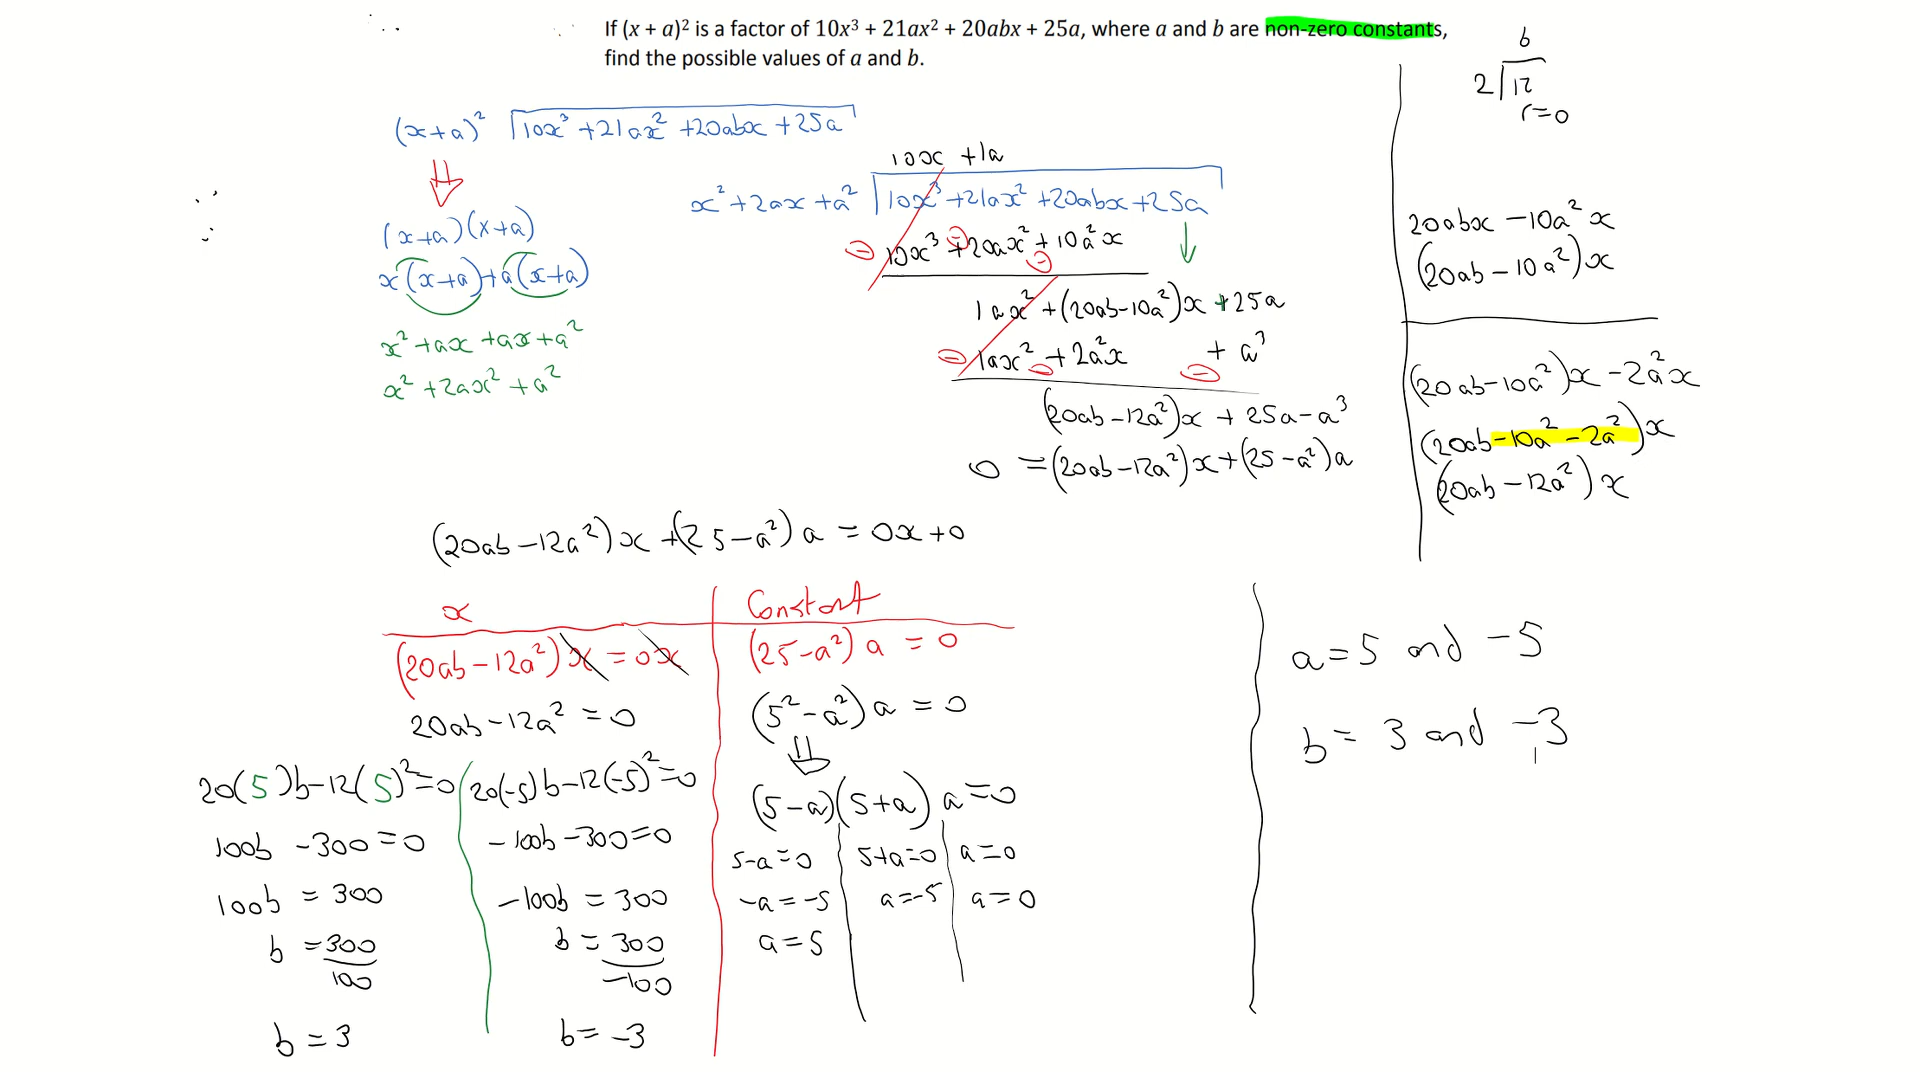 If (x + a)² is a factor of 10x³ + 21ax² + 20abx + 25a, where a and b are non-zero constants,
find the possible values of a and b.
(x+a)² 10x³ +21ax² +20abx +25a
(x+a)(x+a)
x(x+a)+a(x+a)
x²+ax +ax+a²
x² +2ax² +a²
10x +1a
x²+2ax+a² 10x³+21ax²+20abx+25a
10x³+20ax²+10a²x
1ax²+(20ab-10a²)x+25a
1ax²+2a²x +a³
(20ab-12a²)x + 25a-a³
0 =(20ab-12a²)x+(25-a²)a
b
2 12
r=0
20abx -10a²x
(20ab-10a²)x
(20ab-10a²)x-2a²x
(20ab-10a²-2a²)x
(20ab-12a²)x
(20ab-12a²)x+(25-a²)a = 0x+0
x
(20ab-12a²)x = 0x
20ab-12a² = 0
20(5)b-12(5)²=0
100b -300=0
100b = 300
b =300
100
b = 3
20(-5)b-12(-5)²=0
-100b-300=0
-100b = 300
b = 300
-100
b= -3
Constant
(25-a²)a = 0
(5²-a²)a = 0
(5-a)(5+a)a=0
5-a=0
-a=-5
a=5
5+a=0
a=-5
a=0
a=0
a=5 and -5
b= 3 and -3